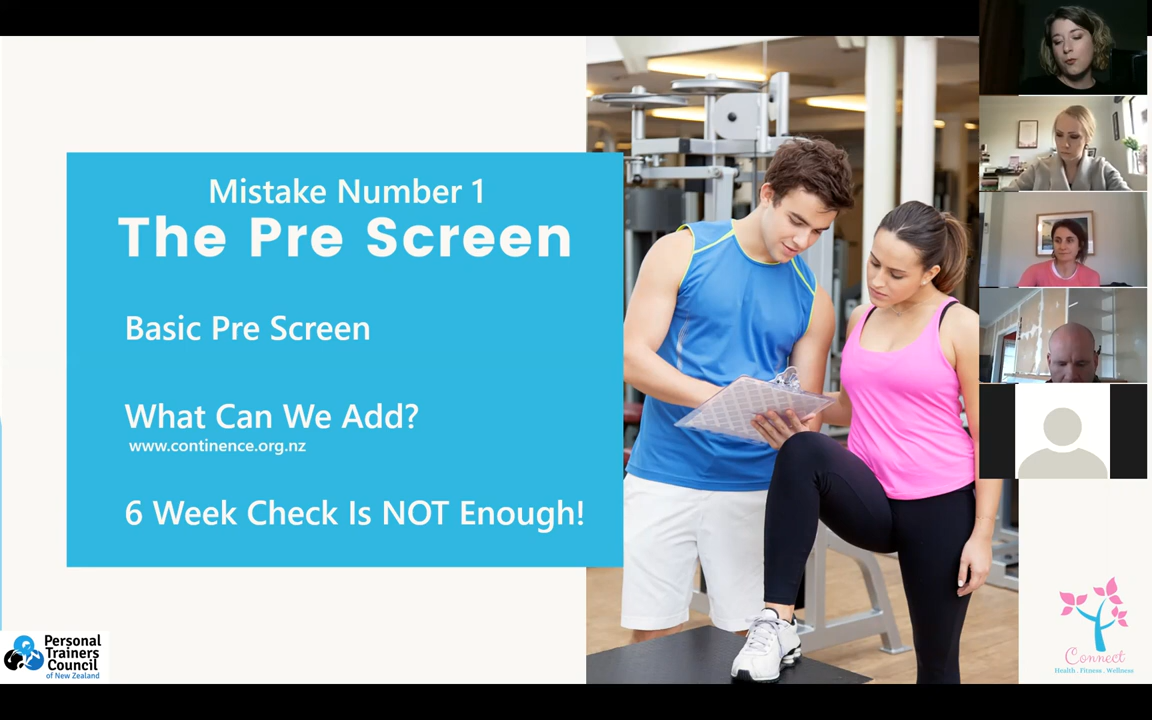 Mistake Number 1
The Pre Screen
Basic Pre Screen
What Can We Add?
www.continence.org.nz
6 Week Check Is NOT Enough!
Personal
Trainers
Council
of New Zealand
Connect
Health . Fitness . Wellness